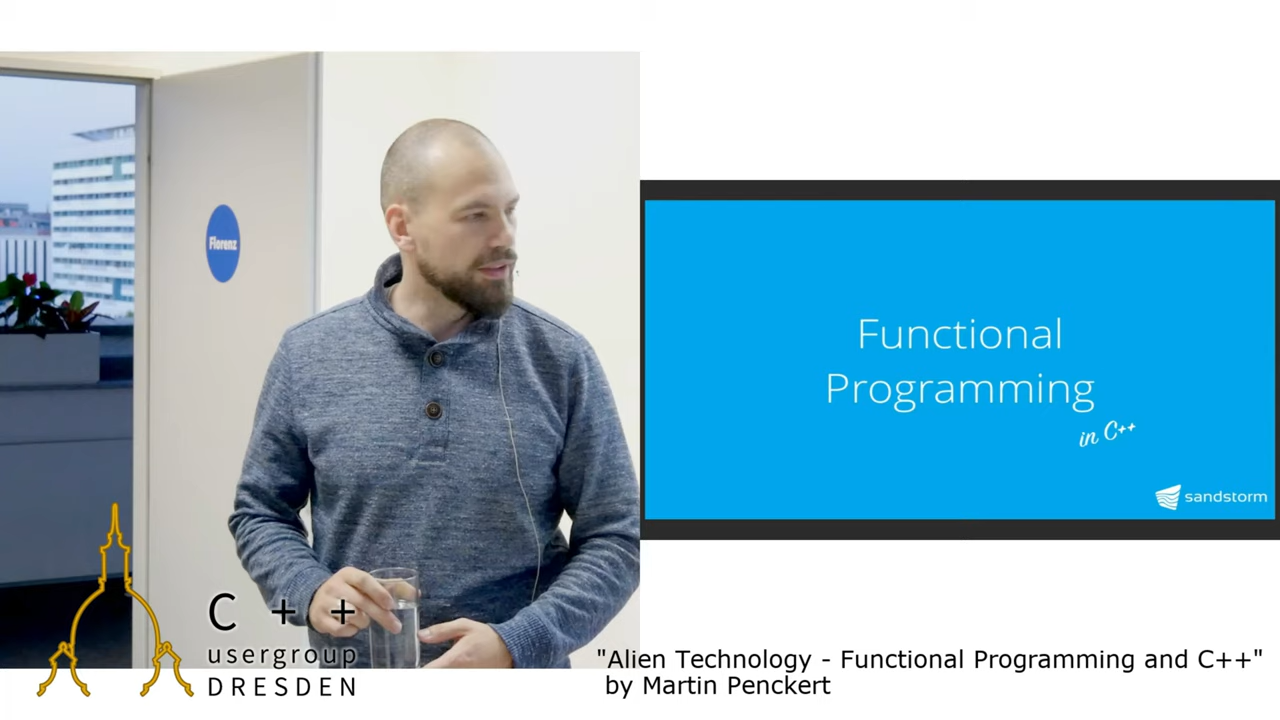 Florenz
Functional
Programming
in C++
sandstorm
C++
usergroup
DRESDEN
"Alien Technology - Functional Programming and C++"
by Martin Penckert